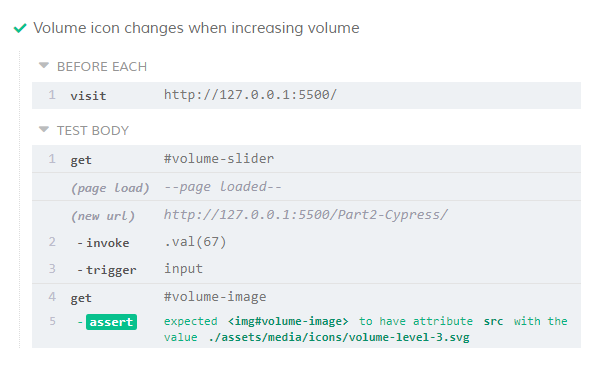 Volume icon changes when increasing volume
BEFORE EACH
1 visit http://127.0.0.1:5500/
TEST BODY
1 get #volume-slider
(page load) --page loaded--
(new url) http://127.0.0.1:5500/Part2-Cypress/
2 - invoke .val(67)
3 - trigger input
4 get #volume-image
5 - assert expected <img#volume-image> to have attribute src with the
value ./assets/media/icons/volume-level-3.svg